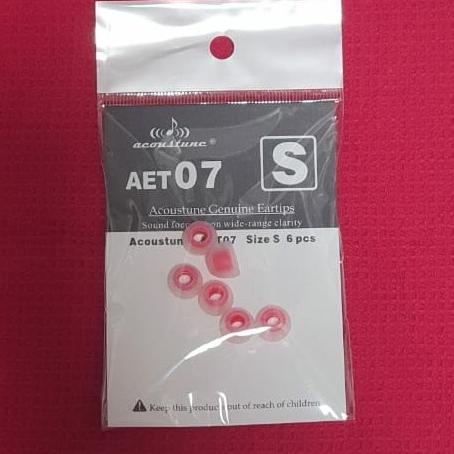 acoustune®
AET07 S
Acoustune Genuine Eartips
Sound on wide-range clarity
Size S 6 pcs
Keep this product out of reach of children